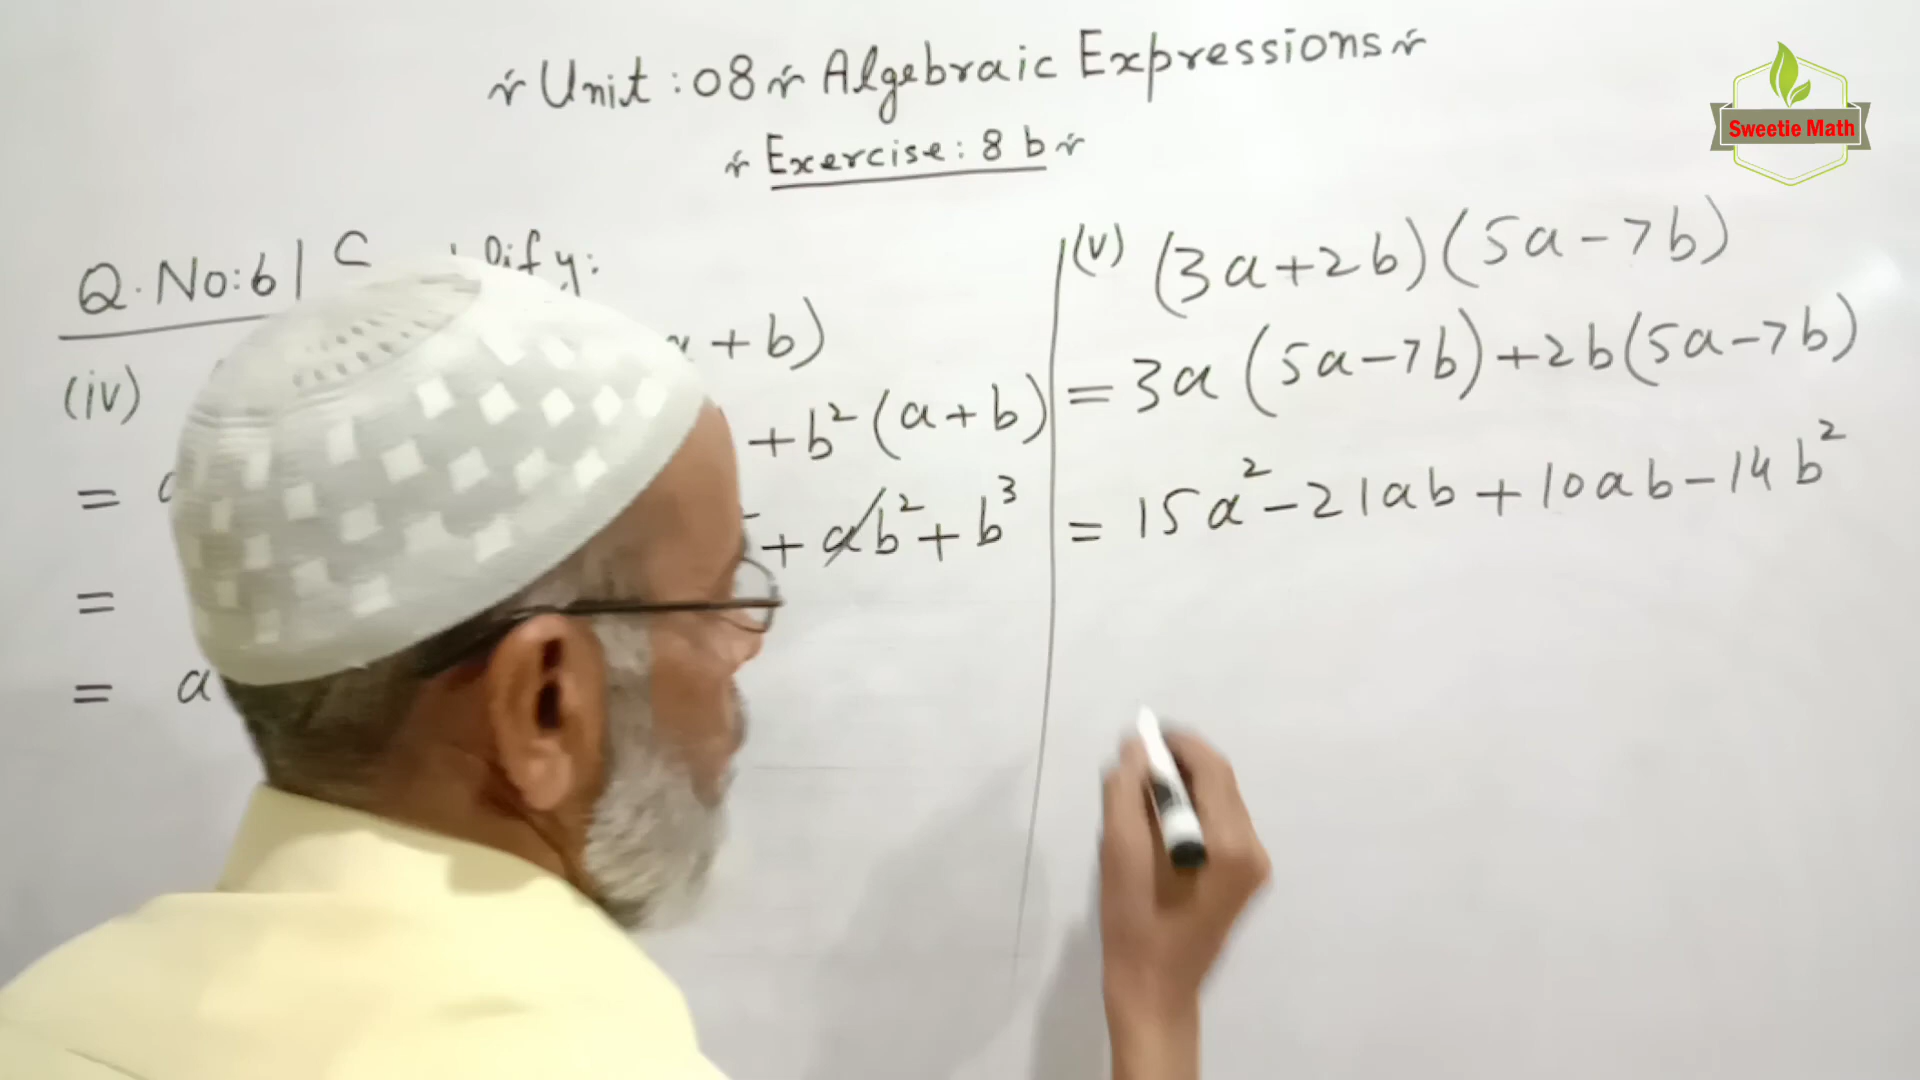 Unit : 08 Algebraic Expressions
Exercise: 8 b
Sweetie Math
Q. No: 6
(iv) + b)
= + b² (a + b)
= + ab² + b³
= a
(v) (3a + 2b) (5a - 7b)
= 3a (5a - 7b) + 2b (5a - 7b)
= 15a² - 21ab + 10ab - 14b²